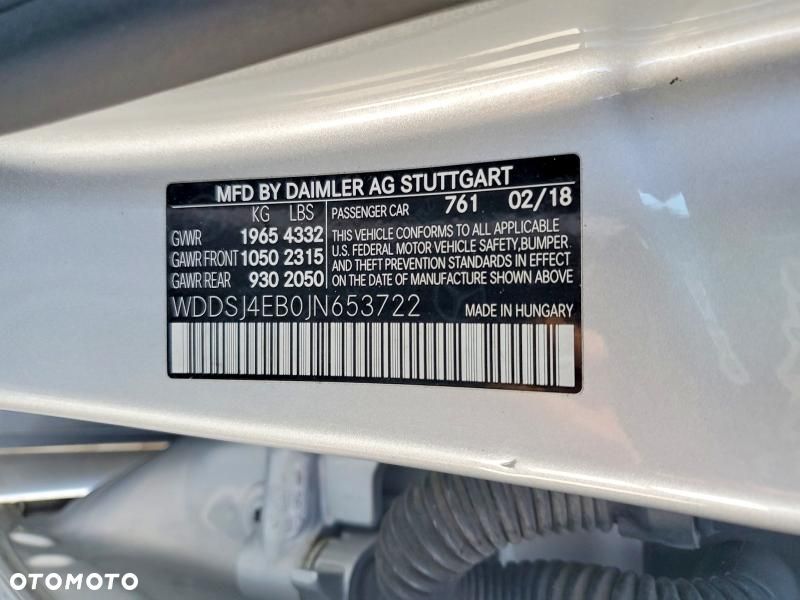 MFD BY DAIMLER AG STUTTGART
KG LBS
GVWR 1965 4332
GAWR FRONT 1050 2315
GAWR REAR 930 2050
PASSENGER CAR 761 02/18
THIS VEHICLE CONFORMS TO ALL APPLICABLE
U.S. FEDERAL MOTOR VEHICLE SAFETY, BUMPER,
AND THEFT PREVENTION STANDARDS IN EFFECT
ON THE DATE OF MANUFACTURE SHOWN ABOVE
WDDSJ4EB0JN653722 MADE IN HUNGARY
OTOMOTO